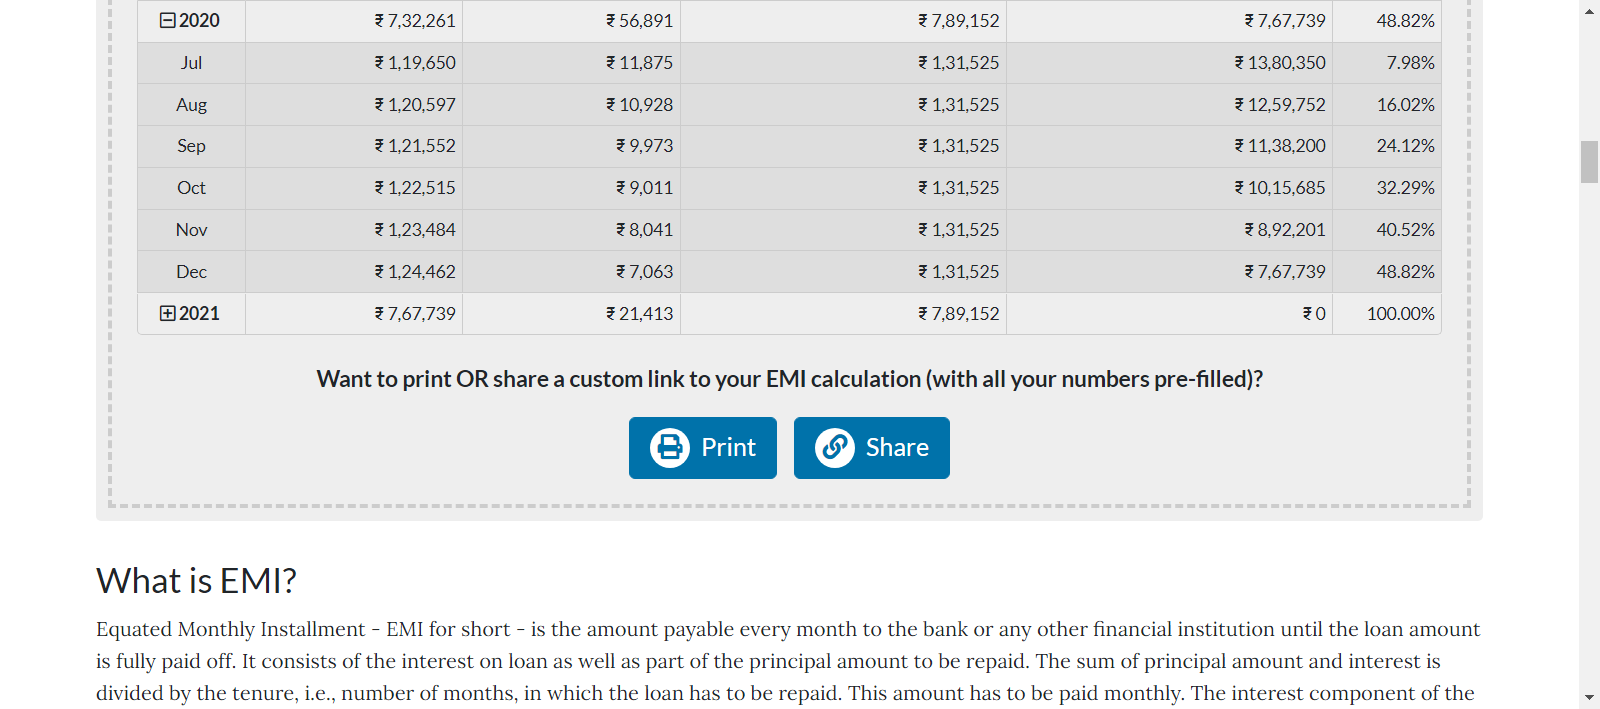 2020 ₹ 7,32,261 ₹ 56,891 ₹ 7,89,152 ₹ 7,67,739 48.82%
Jul ₹ 1,19,650 ₹ 11,875 ₹ 1,31,525 ₹ 13,80,350 7.98%
Aug ₹ 1,20,597 ₹ 10,928 ₹ 1,31,525 ₹ 12,59,752 16.02%
Sep ₹ 1,21,552 ₹ 9,973 ₹ 1,31,525 ₹ 11,38,200 24.12%
Oct ₹ 1,22,515 ₹ 9,011 ₹ 1,31,525 ₹ 10,15,685 32.29%
Nov ₹ 1,23,484 ₹ 8,041 ₹ 1,31,525 ₹ 8,92,201 40.52%
Dec ₹ 1,24,462 ₹ 7,063 ₹ 1,31,525 ₹ 7,67,739 48.82%
2021 ₹ 7,67,739 ₹ 21,413 ₹ 7,89,152 ₹ 0 100.00%
Want to print OR share a custom link to your EMI calculation (with all your numbers pre-filled)?
Print Share
What is EMI?
Equated Monthly Installment - EMI for short - is the amount payable every month to the bank or any other financial institution until the loan amount
is fully paid off. It consists of the interest on loan as well as part of the principal amount to be repaid. The sum of principal amount and interest is
divided by the tenure, i.e., number of months, in which the loan has to be repaid. This amount has to be paid monthly. The interest component of the